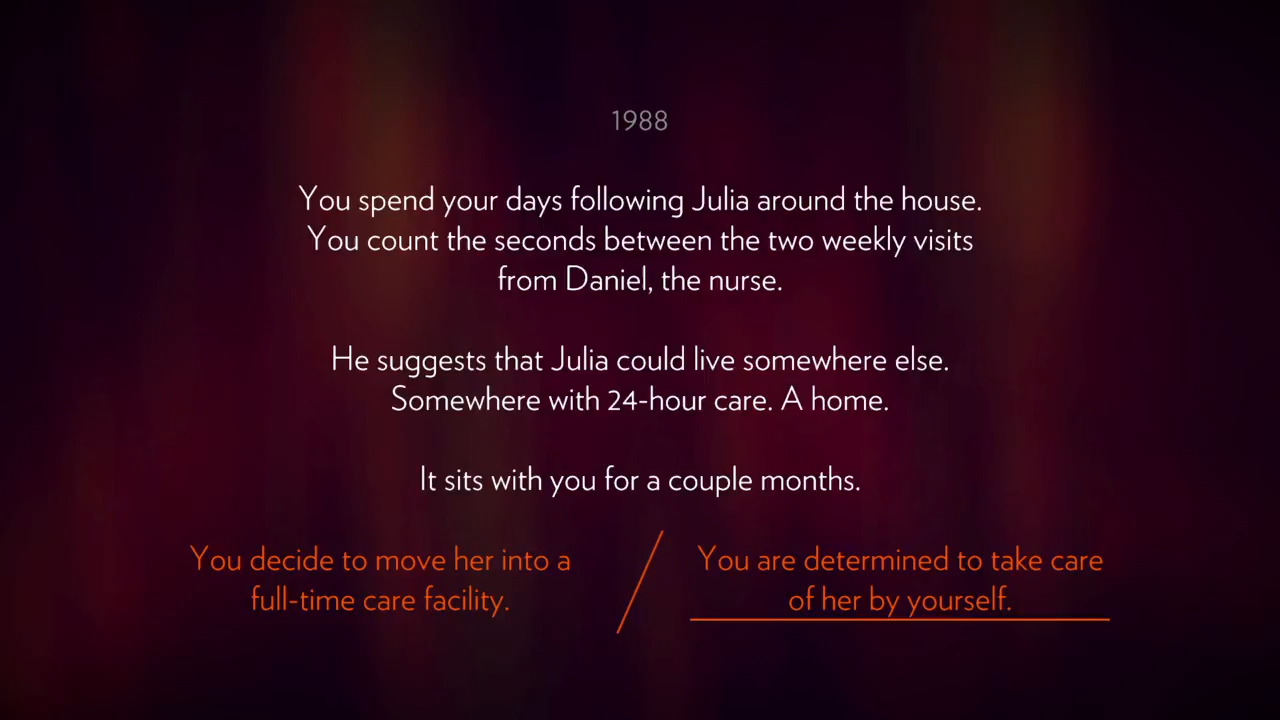 1988
You spend your days following Julia around the house.
You count the seconds between the two weekly visits
from Daniel, the nurse.
He suggests that Julia could live somewhere else.
Somewhere with 24-hour care. A home.
It sits with you for a couple months.
You decide to move her into a
full-time care facility.
You are determined to take care
of her by yourself.